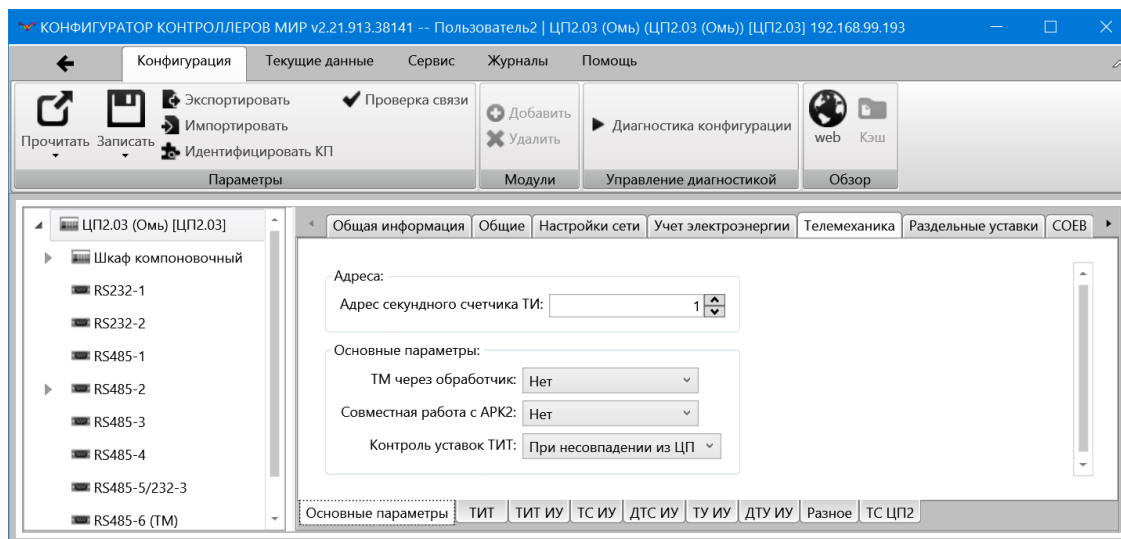 КОНФИГУРАТОР КОНТРОЛЛЕРОВ МИР v2.21.913.38141 -- Пользователь2 | ЦП2.03 (Омь) (ЦП2.03 (Омь)) [ЦП2.03] 192.168.99.193
Конфигурация Текущие данные Сервис Журналы Помощь
Экспортировать Проверка связи
Импортировать
Идентифицировать КП
Прочитать Записать
Параметры
Добавить
Удалить
Модули
Диагностика конфигурации
Управление диагностикой
web Кэш
Обзор
ЦП2.03 (Омь) [ЦП2.03]
Шкаф компоновочный
RS232-1
RS232-2
RS485-1
RS485-2
RS485-3
RS485-4
RS485-5/232-3
RS485-6 (ТМ)
Общая информация Общие Настройки сети Учет электроэнергии Телемеханика Раздельные уставки СОЕВ
Адреса:
Адрес секундного счетчика ТИ: 1
Основные параметры:
ТМ через обработчик: Нет
Совместная работа с АРК2: Нет
Контроль уставок ТИТ: При несовпадении из ЦП
Основные параметры ТИТ ТИТ ИУ ТС ИУ ДТС ИУ ТУ ИУ ДТУ ИУ Разное ТС ЦП2